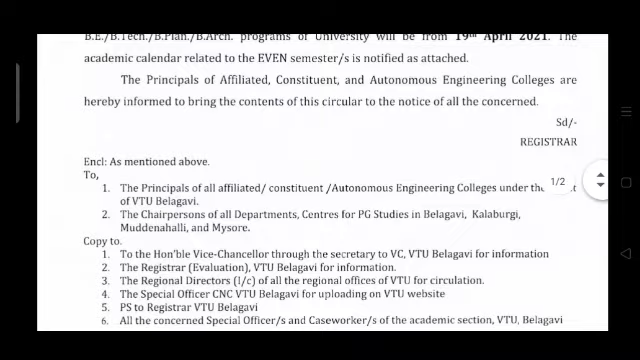 B.E./B.Tech./B.Plan./B.Arch. programs of University will be from 19th April 2021. The
academic calendar related to the EVEN semester/s is notified as attached.
The Principals of Affiliated, Constituent, and Autonomous Engineering Colleges are
hereby informed to bring the contents of this circular to the notice of all the concerned.
Sd/-
REGISTRAR
Encl: As mentioned above.
To,
1. The Principals of all affiliated/ constituent /Autonomous Engineering Colleges under the
of VTU Belagavi.
2. The Chairpersons of all Departments, Centres for PG Studies in Belagavi, Kalaburgi,
Muddenahalli, and Mysore.
Copy to.
1. To the Hon'ble Vice-Chancellor through the secretary to VC, VTU Belagavi for information
2. The Registrar (Evaluation), VTU Belagavi for information.
3. The Regional Directors (I/c) of all the regional offices of VTU for circulation.
4. The Special Officer CNC VTU Belagavi for uploading on VTU website
5. PS to Registrar VTU Belagavi
6. All the concerned Special Officer/s and Caseworker/s of the academic section, VTU, Belagavi
1/2